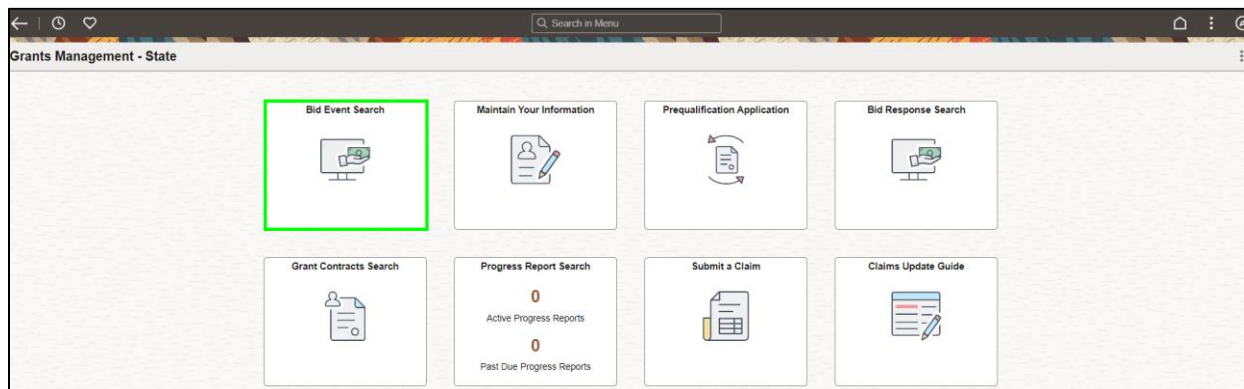 Search in Menu
Grants Management - State
Bid Event Search
Maintain Your Information
Prequalification Application
Bid Response Search
Grant Contracts Search
Progress Report Search
0
Active Progress Reports
0
Past Due Progress Reports
Submit a Claim
Claims Update Guide